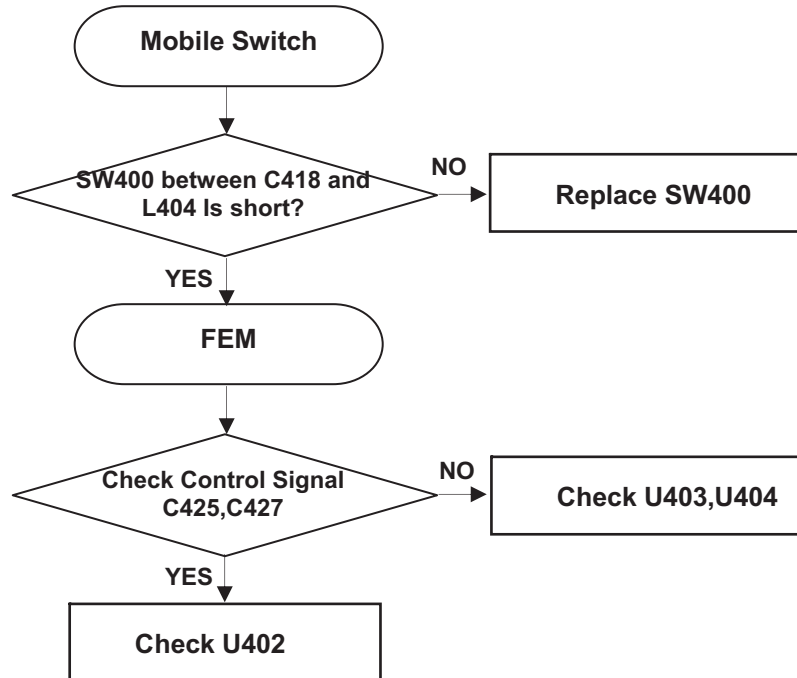 Mobile Switch
SW400 between C418 and
L404 Is short?
NO
Replace SW400
YES
FEM
Check Control Signal
C425,C427
NO
Check U403,U404
YES
Check U402